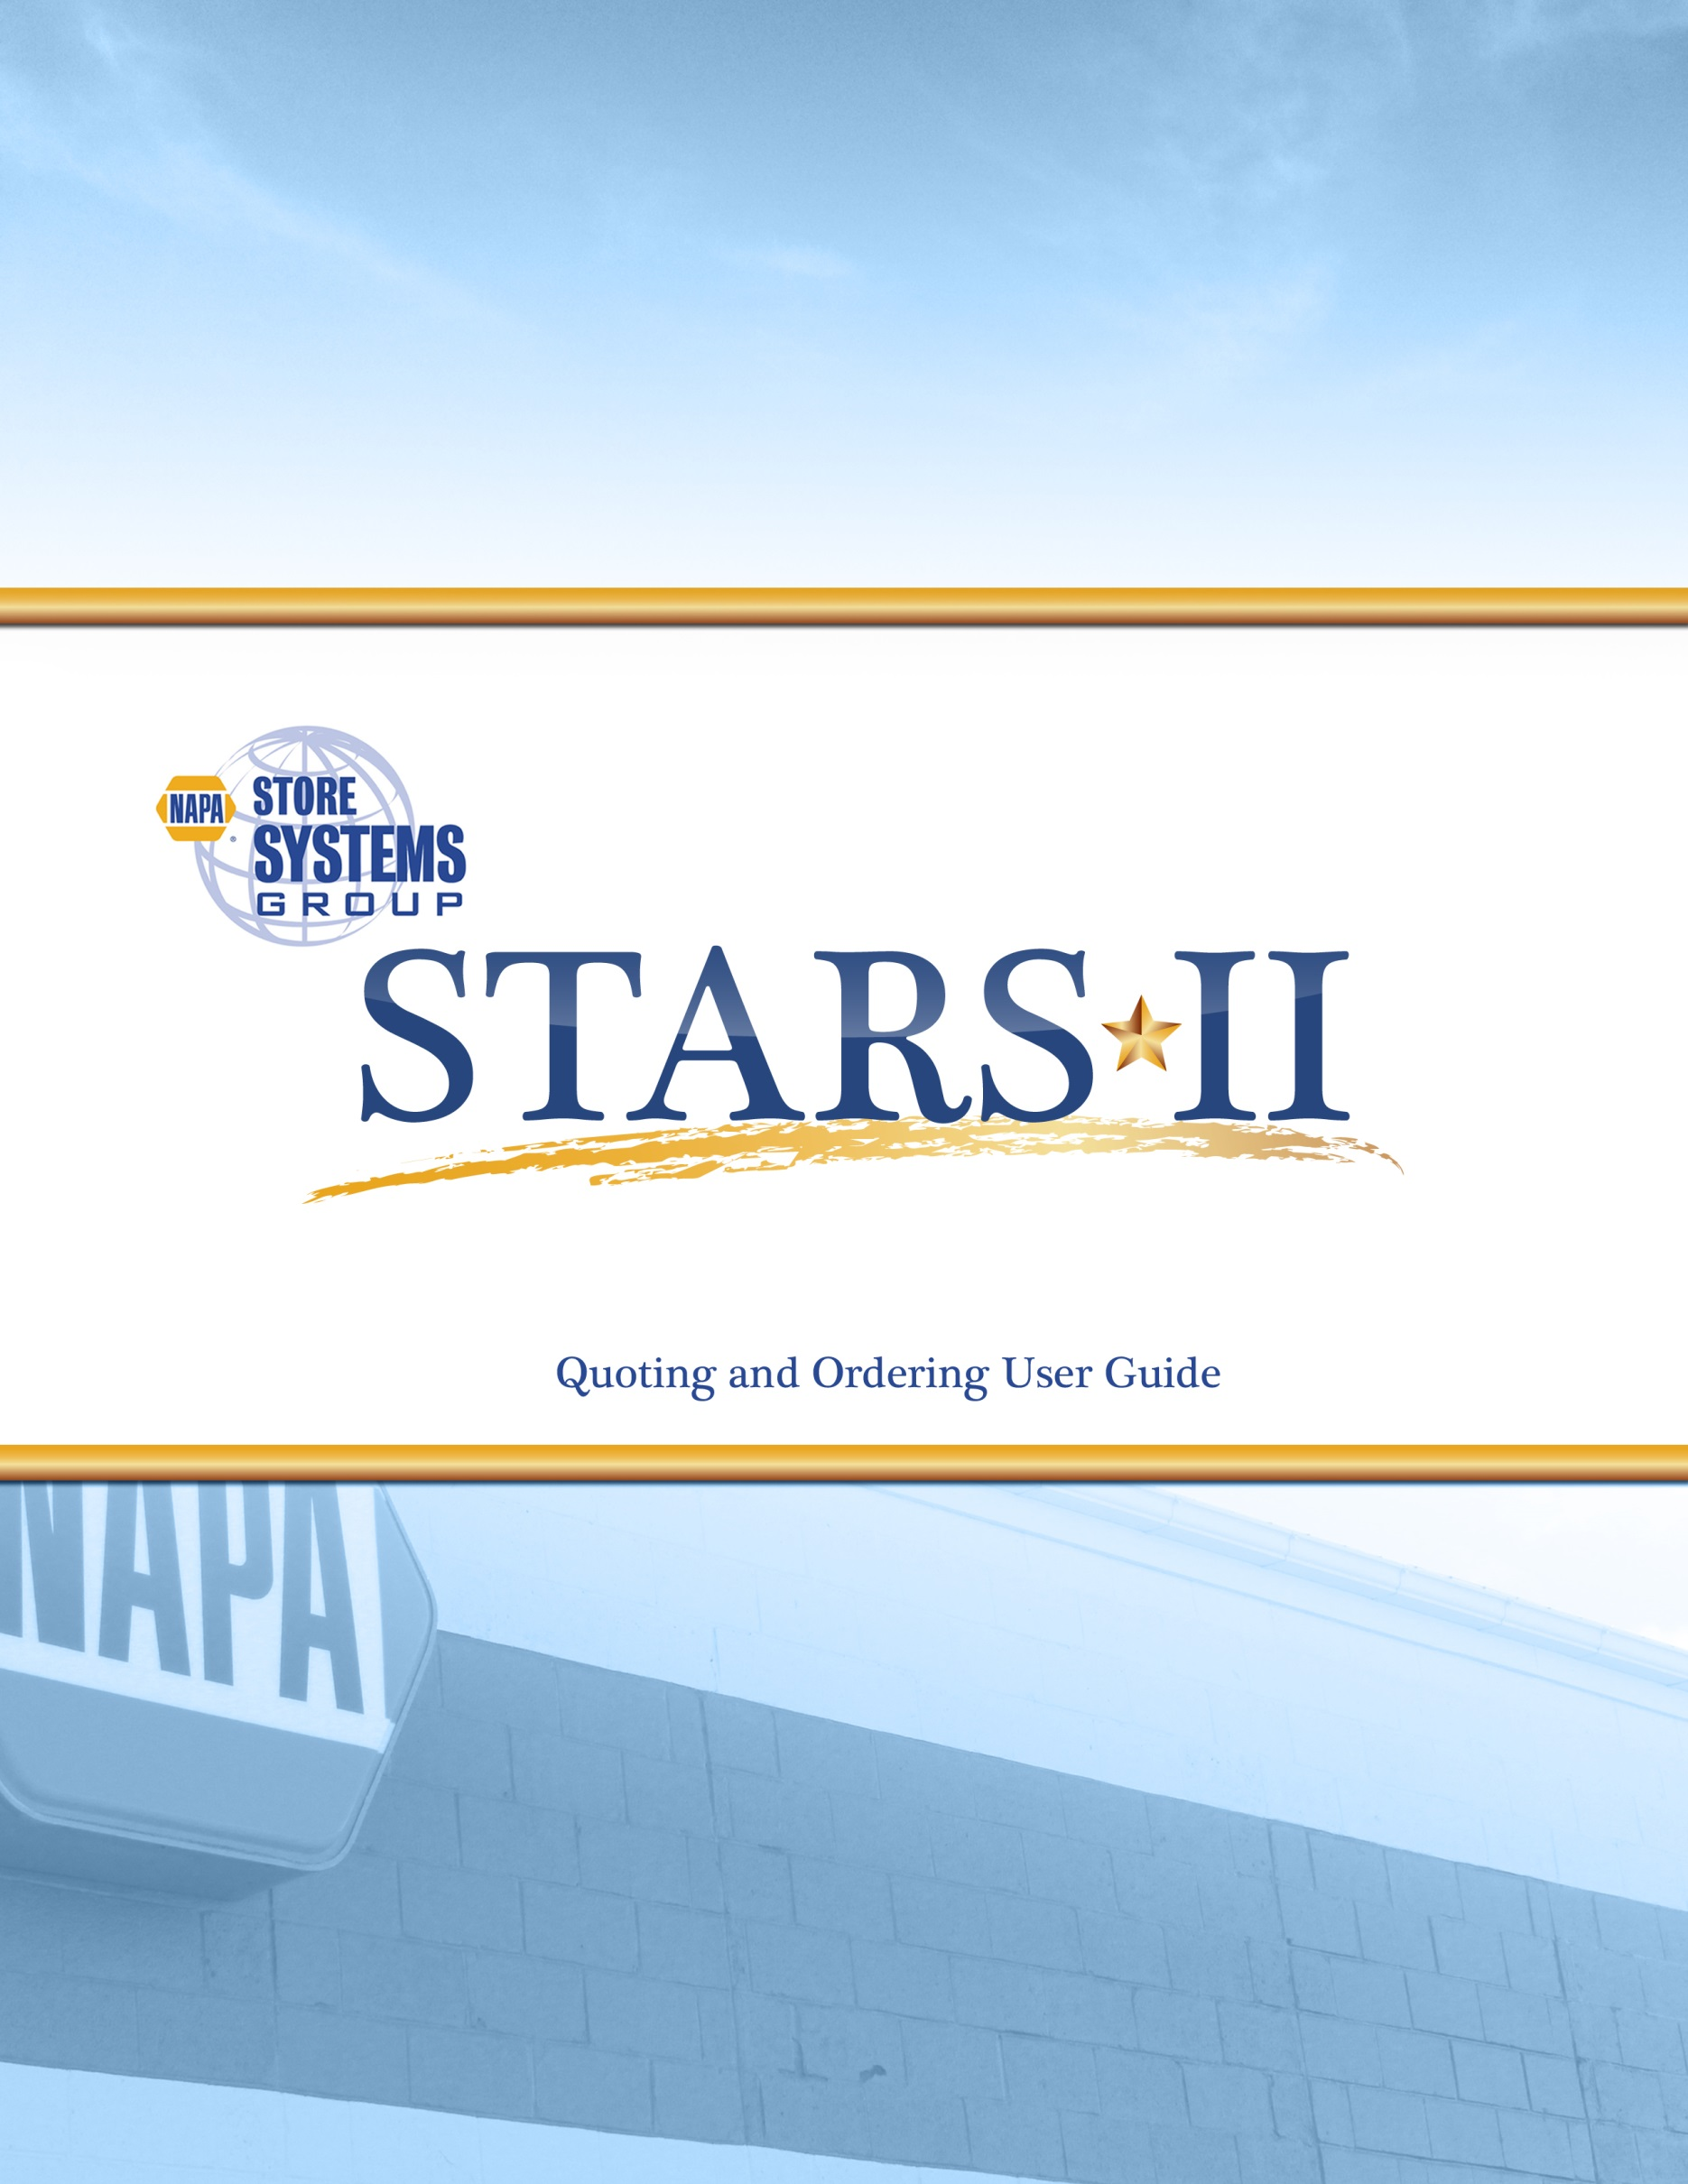 NAPA
STORE
SYSTEMS
GROUP
STARS II
Quoting and Ordering User Guide
NAPA